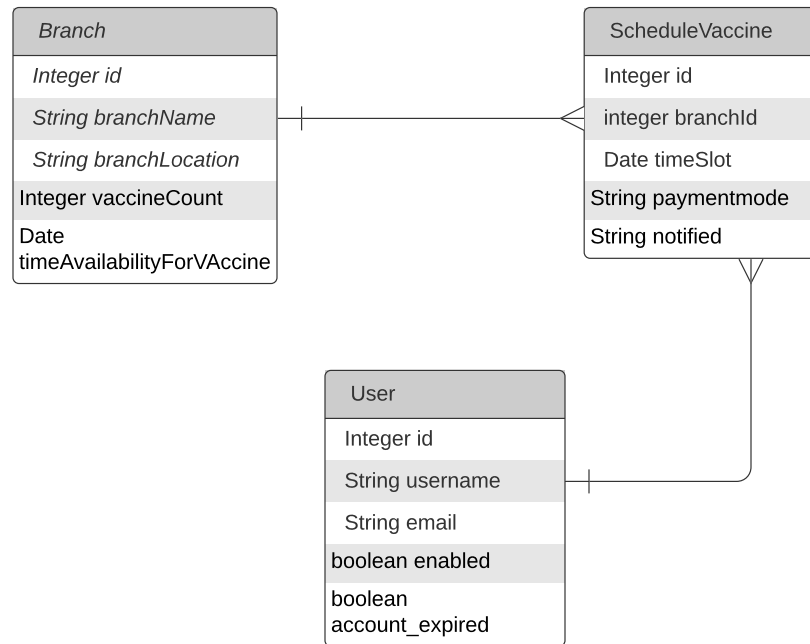 Branch
Integer id
String branchName
String branchLocation
Integer vaccineCount
Date
timeAvailabilityForVAccine
ScheduleVaccine
Integer id
integer branchId
Date timeSlot
String paymentmode
String notified
User
Integer id
String username
String email
boolean enabled
boolean
account_expired